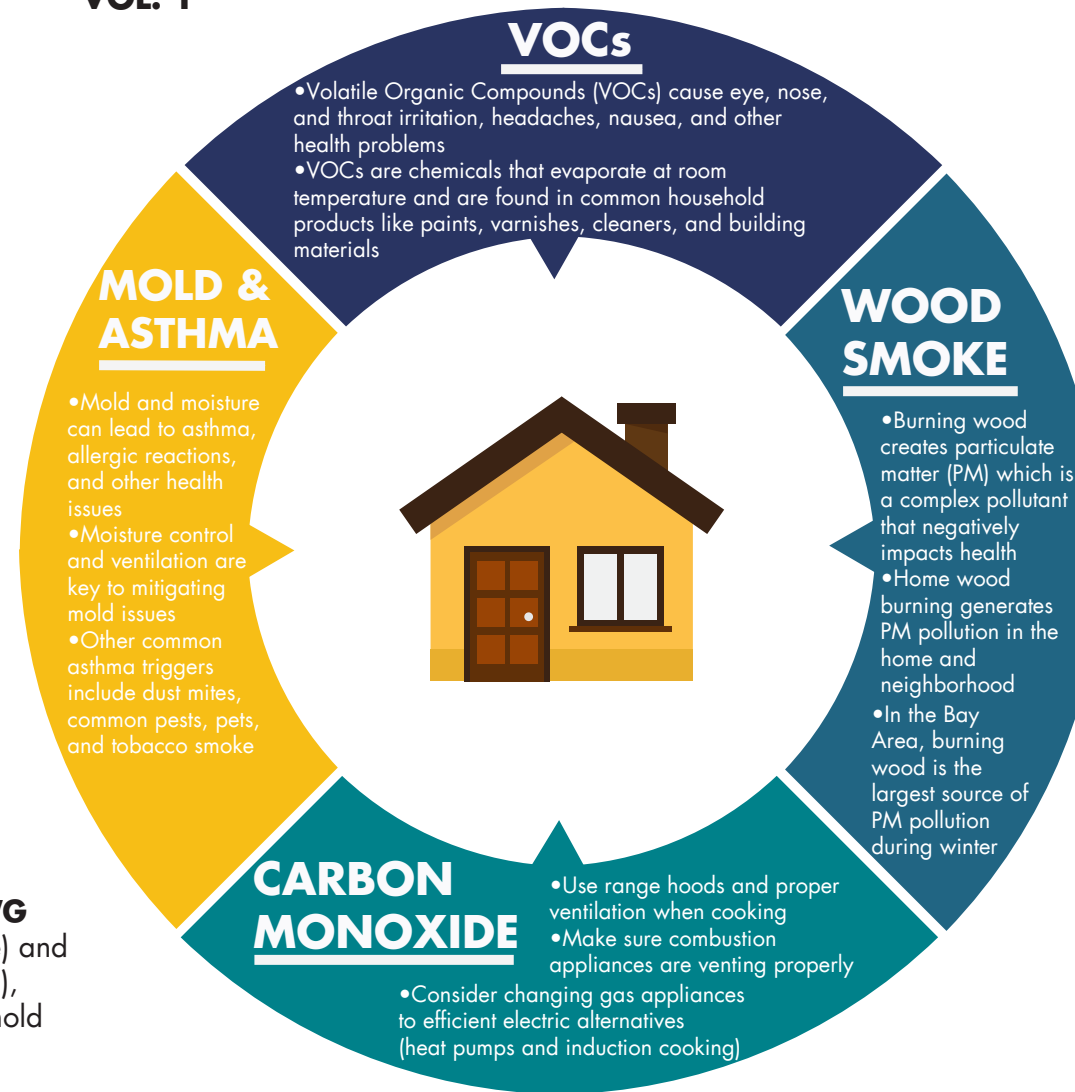 VOL. 1
VOCs
•Volatile Organic Compounds (VOCs) cause eye, nose,
and throat irritation, headaches, nausea, and other
health problems
•VOCs are chemicals that evaporate at room
temperature and are found in common household
products like paints, varnishes, cleaners, and building
materials
MOLD &
ASTHMA
•Mold and moisture
can lead to asthma,
allergic reactions,
and other health
issues
•Moisture control
and ventilation are
key to mitigating
mold issues
•Other common
asthma triggers
include dust mites,
common pests, pets,
and tobacco smoke
WOOD
SMOKE
•Burning wood
creates particulate
matter (PM) which is
a complex pollutant
that negatively
impacts health
•Home wood
burning generates
PM pollution in the
home and
neighborhood
•In the Bay
Area, burning
wood is the
largest source of
PM pollution
during winter
CARBON
MONOXIDE
•Use range hoods and proper
ventilation when cooking
•Make sure combustion
appliances are venting properly
•Consider changing gas appliances
to efficient electric alternatives
(heat pumps and induction cooking)
) and
),